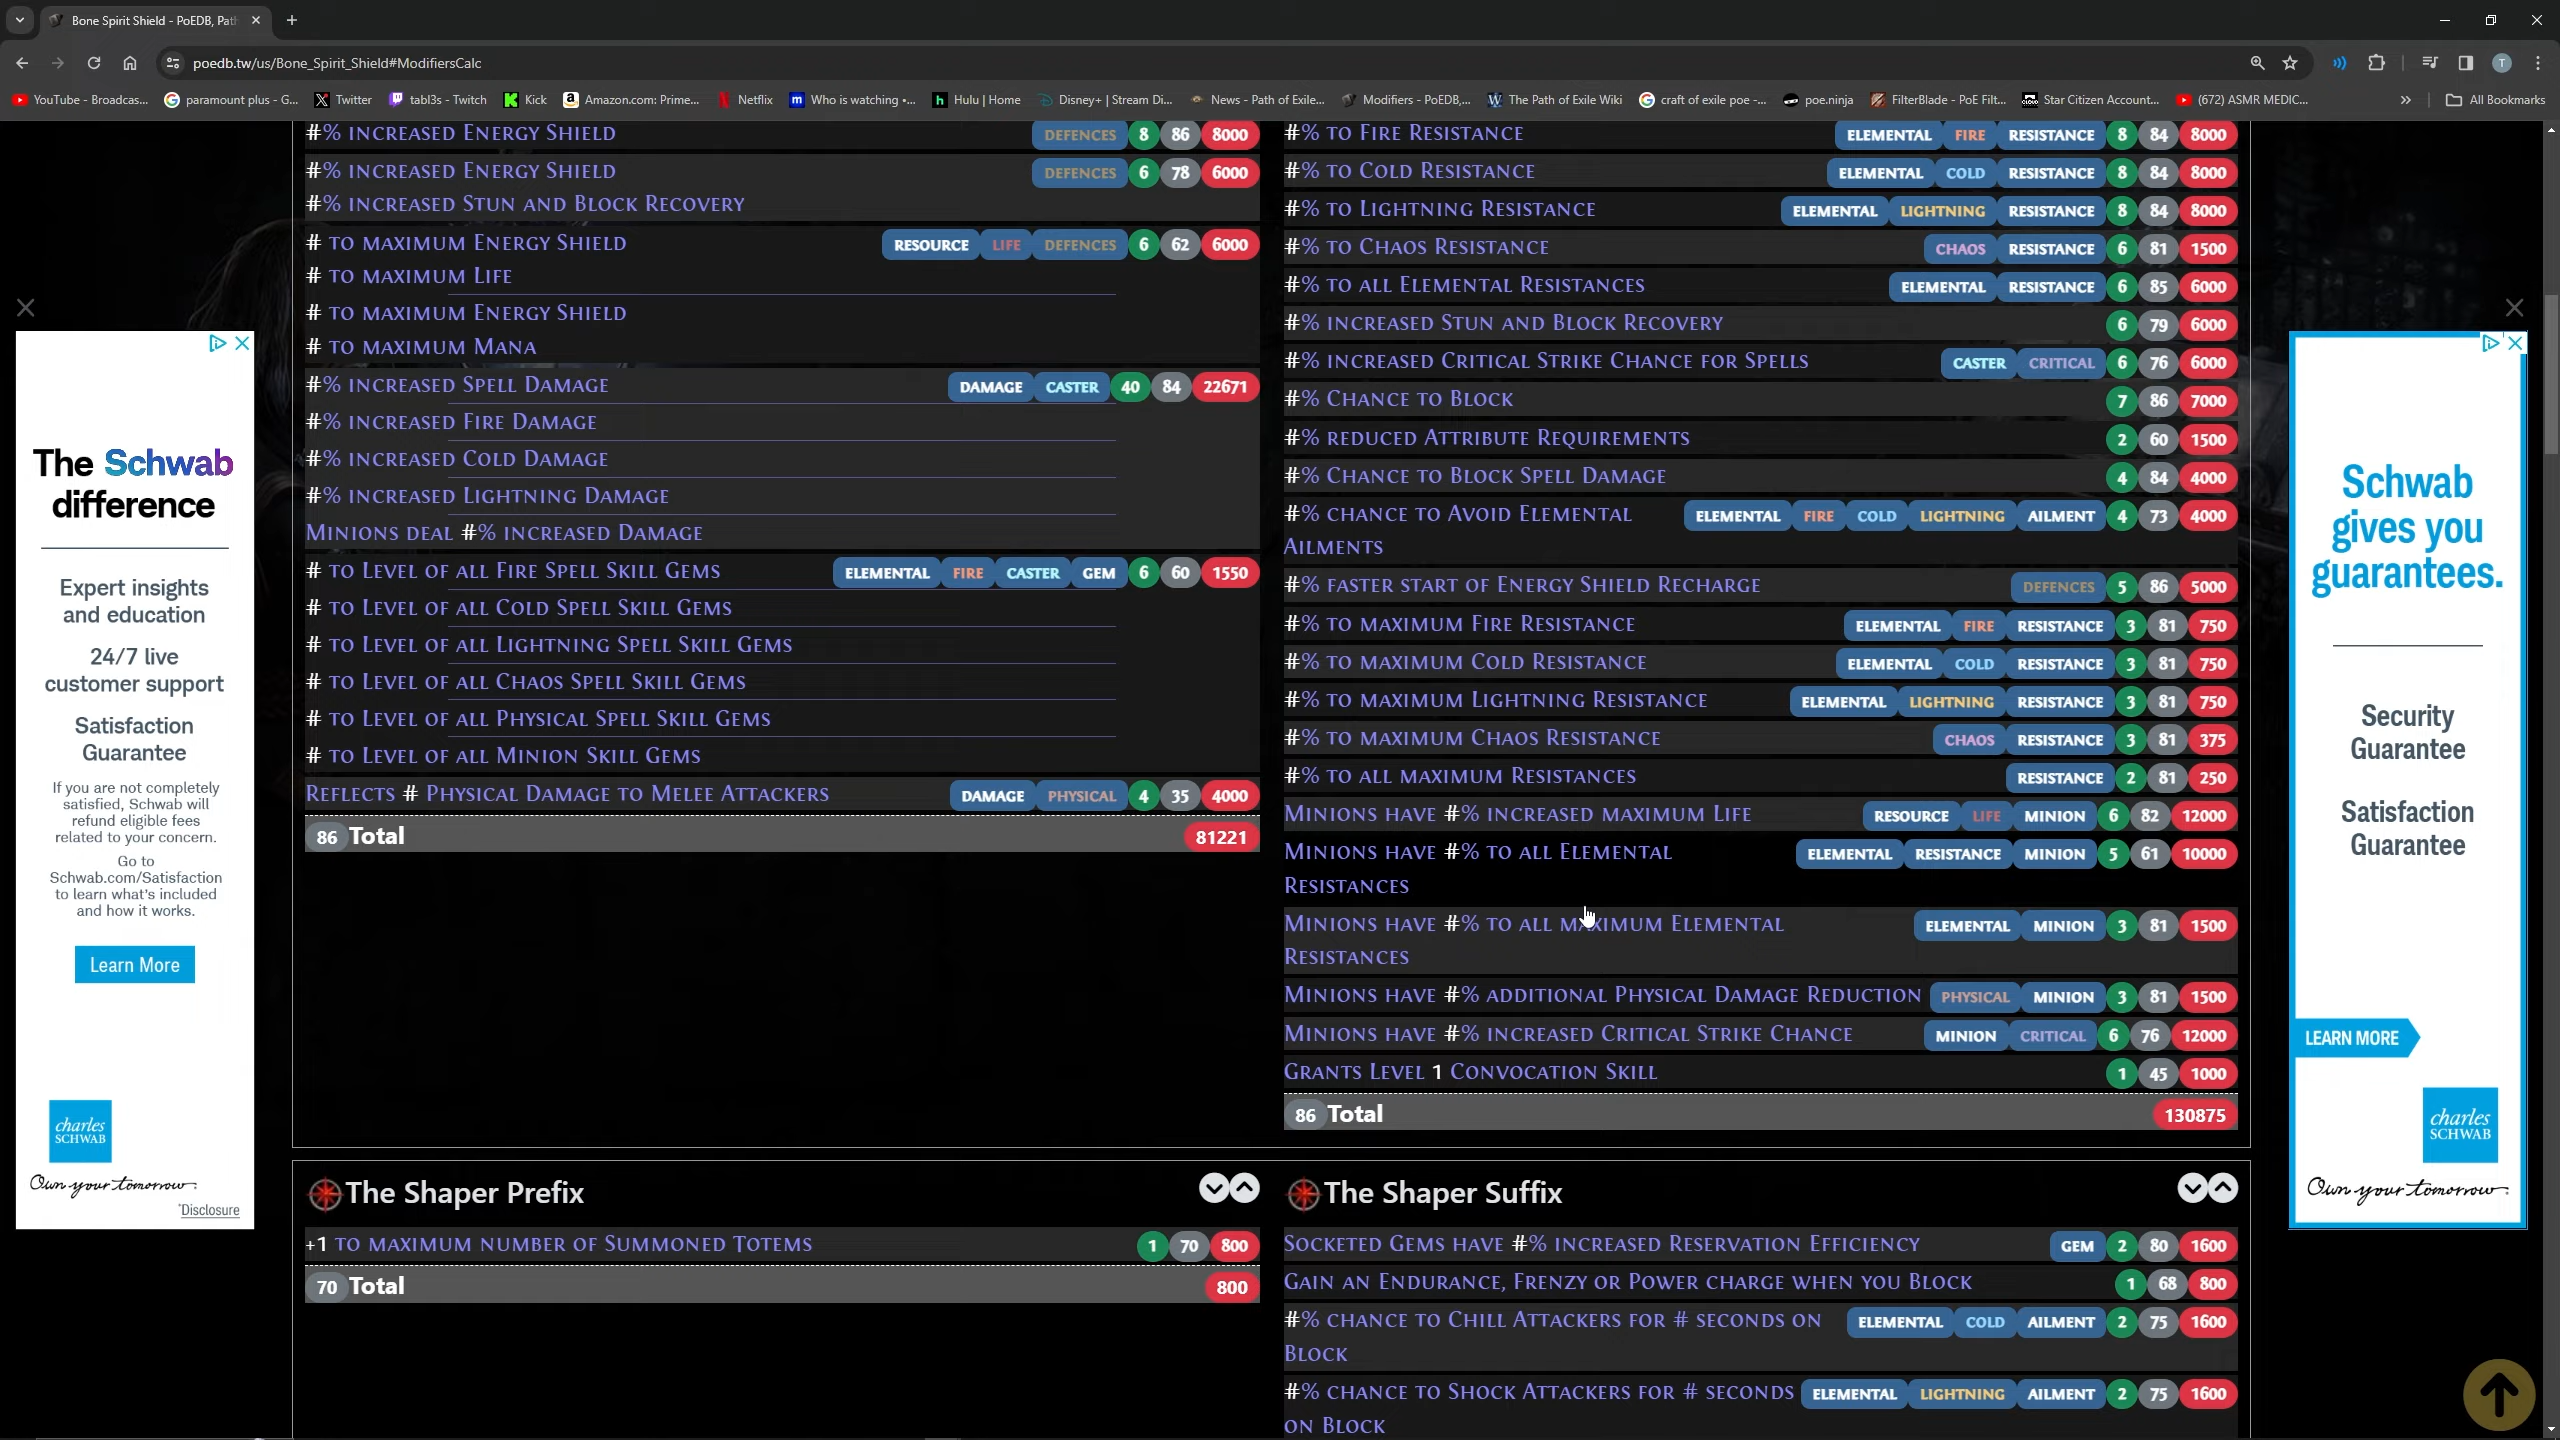 Bone Spirit Shield - PoEDB, Pat
poedb.tw/us/Bone_Spirit_Shield#ModifiersCalc
T
YouTube - Broadcas...
paramount plus - G...
Twitter
tabl3s - Twitch
Kick
Amazon.com: Prime...
Netflix
Who is watching •...
Hulu | Home
Disney+ | Stream Di...
News - Path of Exile...
Modifiers - PoEDB,...
The Path of Exile Wiki
craft of exile poe -...
poe.ninja
FilterBlade - PoE Filt...
Star Citizen Account...
(672) ASMR MEDIC...
All Bookmarks
#% increased Energy Shield DEFENCES 8 86 8000
#% increased Energy Shield DEFENCES 6 78 6000
#% increased Stun and Block Recovery
# to maximum Energy Shield RESOURCE LIFE DEFENCES 6 62 6000
# to maximum Life
# to maximum Energy Shield
# to maximum Mana
#% increased Spell Damage DAMAGE CASTER 40 84 22671
#% increased Fire Damage
#% increased Cold Damage
#% increased Lightning Damage
Minions deal #% increased Damage
# to Level of all Fire Spell Skill Gems ELEMENTAL FIRE CASTER GEM 6 60 1550
# to Level of all Cold Spell Skill Gems
# to Level of all Lightning Spell Skill Gems
# to Level of all Chaos Spell Skill Gems
# to Level of all Physical Spell Skill Gems
# to Level of all Minion Skill Gems
Reflects # Physical Damage to Melee Attackers DAMAGE PHYSICAL 4 35 4000
86 Total 81221
#% to Fire Resistance ELEMENTAL FIRE RESISTANCE 8 84 8000
#% to Cold Resistance ELEMENTAL COLD RESISTANCE 8 84 8000
#% to Lightning Resistance ELEMENTAL LIGHTNING RESISTANCE 8 84 8000
#% to Chaos Resistance CHAOS RESISTANCE 6 81 1500
#% to all Elemental Resistances ELEMENTAL RESISTANCE 6 85 6000
#% increased Stun and Block Recovery 6 79 6000
#% increased Critical Strike Chance for Spells CASTER CRITICAL 6 76 6000
#% Chance to Block 7 86 7000
#% reduced Attribute Requirements 2 60 1500
#% Chance to Block Spell Damage 4 84 4000
#% chance to Avoid Elemental ELEMENTAL FIRE COLD LIGHTNING AILMENT 4 73 4000
Ailments
#% faster start of Energy Shield Recharge DEFENCES 5 86 5000
#% to maximum Fire Resistance ELEMENTAL FIRE RESISTANCE 3 81 750
#% to maximum Cold Resistance ELEMENTAL COLD RESISTANCE 3 81 750
#% to maximum Lightning Resistance ELEMENTAL LIGHTNING RESISTANCE 3 81 750
#% to maximum Chaos Resistance CHAOS RESISTANCE 3 81 375
#% to all maximum Resistances RESISTANCE 2 81 250
Minions have #% increased maximum Life RESOURCE LIFE MINION 6 82 12000
Minions have #% to all Elemental ELEMENTAL RESISTANCE MINION 5 61 10000
Resistances
Minions have #% to all maximum Elemental ELEMENTAL MINION 3 81 1500
Resistances
Minions have #% additional Physical Damage Reduction PHYSICAL MINION 3 81 1500
Minions have #% increased Critical Strike Chance MINION CRITICAL 6 76 12000
Grants Level 1 Convocation Skill 1 45 1000
86 Total 130875
The Shaper Prefix
+1 to maximum number of Summoned Totems 1 70 800
70 Total 800
The Shaper Suffix
Socketed Gems have #% increased Reservation Efficiency GEM 2 80 1600
Gain an Endurance, Frenzy or Power charge when you Block 1 68 800
#% chance to Chill Attackers for # seconds on ELEMENTAL COLD AILMENT 2 75 1600
Block
#% chance to Shock Attackers for # seconds ELEMENTAL LIGHTNING AILMENT 2 75 1600
on Block
The Schwab
difference
Expert insights
and education
24/7 live
customer support
Satisfaction
Guarantee
If you are not completely
satisfied, Schwab will
refund eligible fees
related to your concern.
Go to
Schwab.com/Satisfaction
to learn what's included
and how it works.
Learn More
charles
SCHWAB
Own your tomorrow.
*Disclosure
Schwab
gives you
guarantees.
Security
Guarantee
Satisfaction
Guarantee
LEARN MORE
charles
SCHWAB
Own your tomorrow.